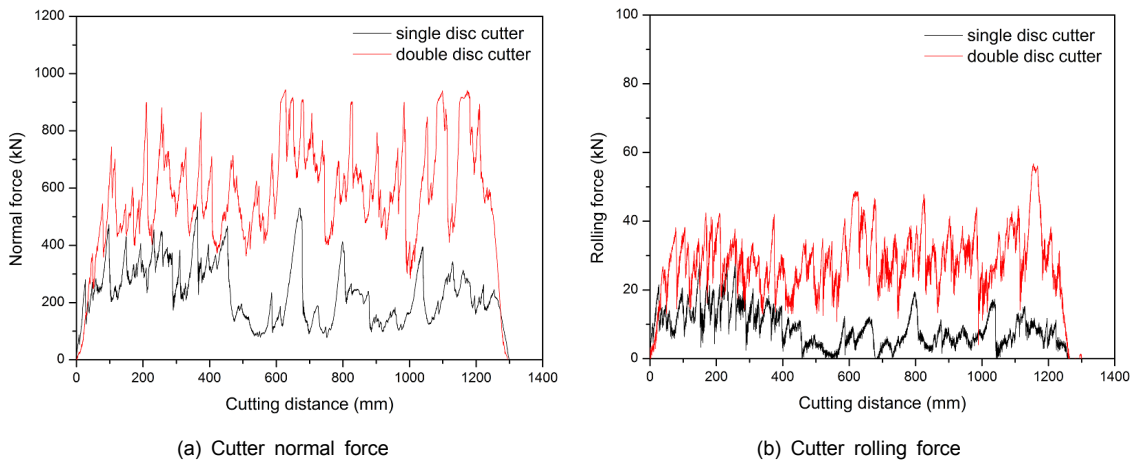 1200
1000
800
600
400
200
0
Normal force (kN)
single disc cutter
double disc cutter
0 200 400 600 800 1000 1200 1400
Cutting distance (mm)
(a) Cutter normal force
100
80
60
40
20
0
Rolling force (kN)
single disc cutter
double disc cutter
0 200 400 600 800 1000 1200 1400
Cutting distance (mm)
(b) Cutter rolling force